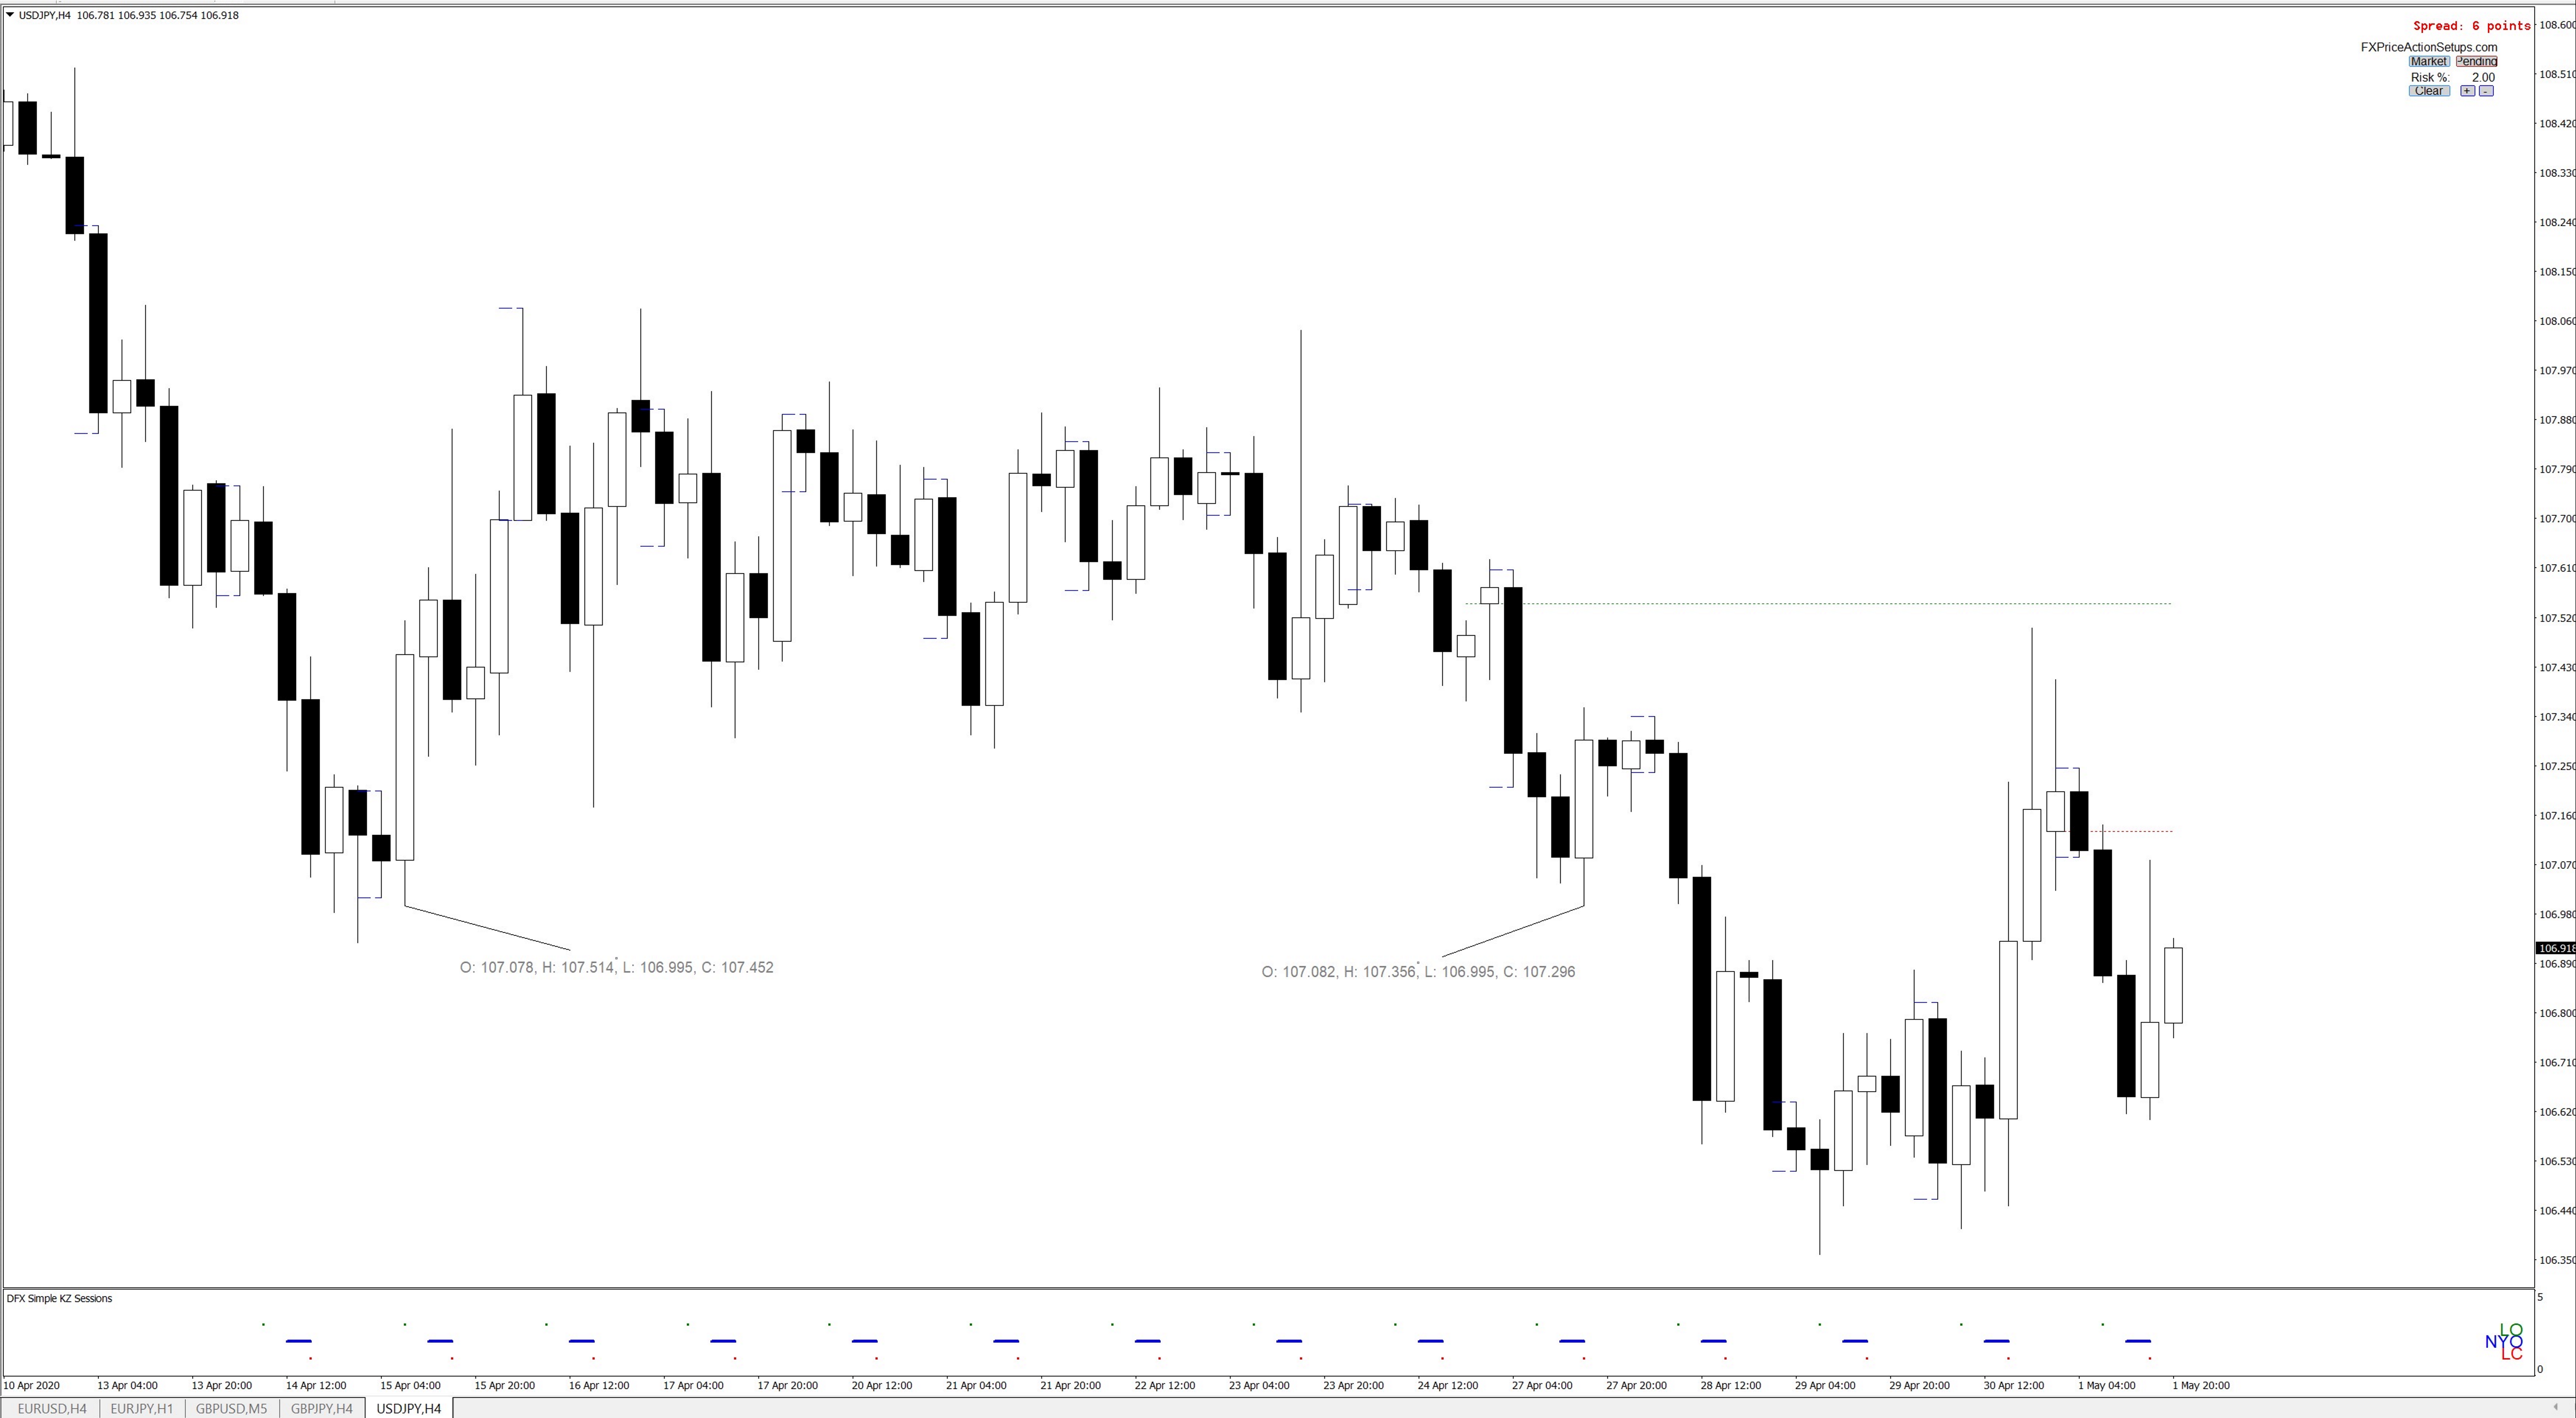 USDJPY,H4 106.781 106.935 106.754 106.918
Spread: 6 points
FXPriceActionSetups.com
Market Pending
Risk %: 2.00
Clear + -
108.600
108.510
108.420
108.330
108.240
108.150
108.060
107.970
107.880
107.790
107.700
107.610
107.520
107.430
107.340
107.250
107.160
107.070
106.980
106.918
106.890
106.800
106.710
106.620
106.530
106.440
106.350
O: 107.078, H: 107.514, L: 106.995, C: 107.452
O: 107.082, H: 107.356, L: 106.995, C: 107.296
DFX Simple KZ Sessions
5
LO
NYO
LC
0
10 Apr 2020 13 Apr 04:00 13 Apr 20:00 14 Apr 12:00 15 Apr 04:00 15 Apr 20:00 16 Apr 12:00 17 Apr 04:00 17 Apr 20:00 20 Apr 12:00 21 Apr 04:00 21 Apr 20:00 22 Apr 12:00 23 Apr 04:00 23 Apr 20:00 24 Apr 12:00 27 Apr 04:00 27 Apr 20:00 28 Apr 12:00 29 Apr 04:00 29 Apr 20:00 30 Apr 12:00 1 May 04:00 1 May 20:00
EURUSD,H4 EURJPY,H1 GBPUSD,M5 GBPJPY,H4 USDJPY,H4